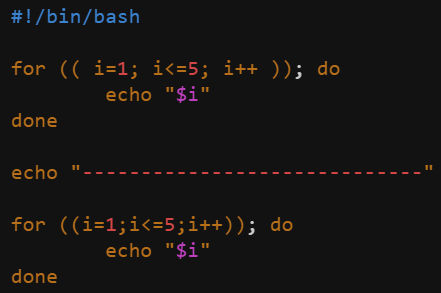 #!/bin/bash
for (( i=1; i<=5; i++ )); do
        echo "$i"
done
echo "-----------------------------"
for ((i=1;i<=5;i++)); do
        echo "$i"
done